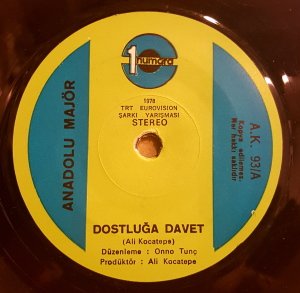 1 numara
1978
TRT EUROVISION
ŞARKI YARIŞMASI
STEREO
ANADOLU MAJÖR
A.K. 93/A
Kopya edilemez.
Her hakkı saklıdır
DOSTLUĞA DAVET
(Ali Kocatepe)
Düzenleme : Onno Tunç
Prodüktör : Ali Kocatepe